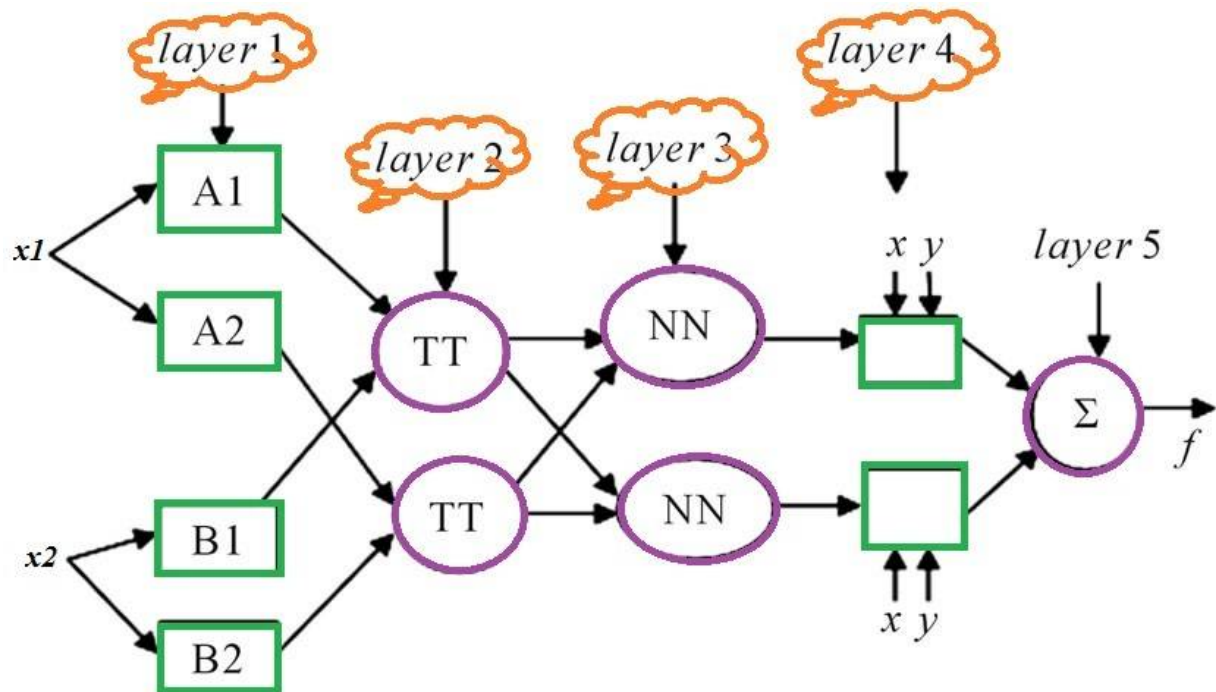 layer 1
layer 4
layer 2
layer 3
A1
x1
x y
layer 5
A2
TT
NN
Σ
f
B1
TT
NN
x2
B2
x y